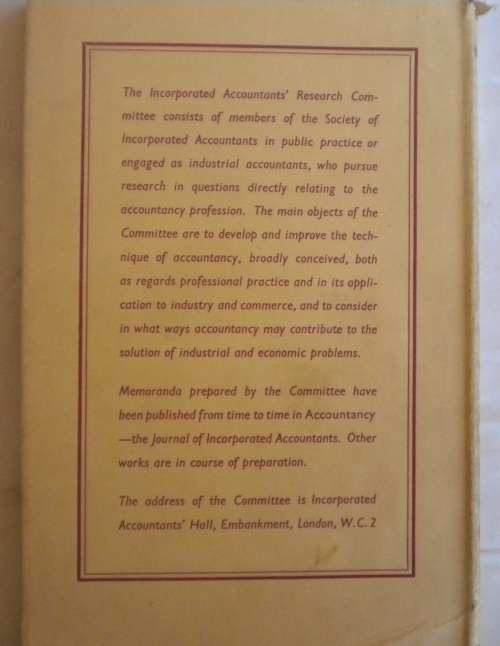 The Incorporated Accountants' Research Com-
mittee consists of members of the Society of
Incorporated Accountants in public practice or
engaged as industrial accountants, who pursue
research in questions directly relating to the
accountancy profession. The main objects of the
Committee are to develop and improve the tech-
nique of accountancy, broadly conceived, both
as regards professional practice and in its appli-
cation to industry and commerce, and to consider
in what ways accountancy may contribute to the
solution of industrial and economic problems.
Memoranda prepared by the Committee have
been published from time to time in Accountancy
—the Journal of Incorporated Accountants. Other
works are in course of preparation.
The address of the Committee is Incorporated
Accountants' Hall, Embankment, London, W.C.2